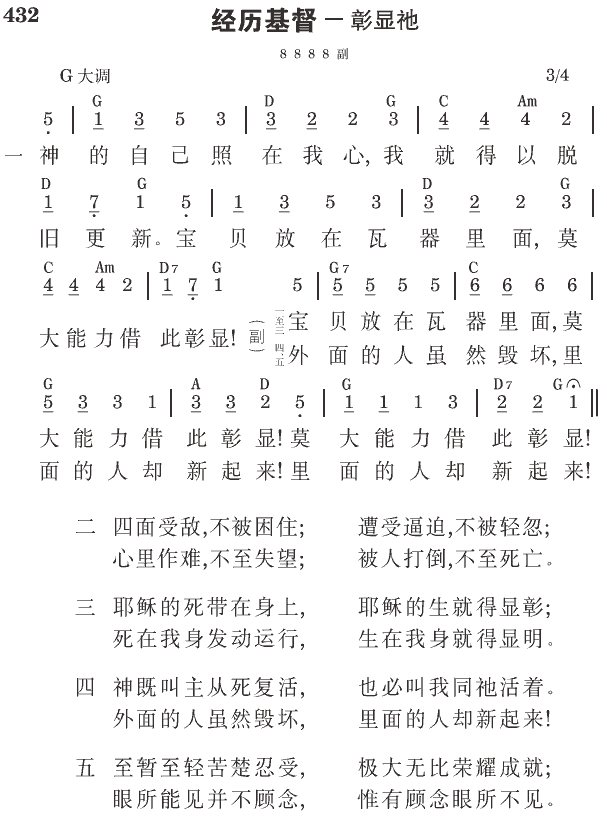 432
经历基督－彰显祂
8 8 8 8 副
G 大调 3/4
G D G C Am
5 | 1 3 5 3 | 3 2 2 3 | 4 4 4 2 |
一 神 的 自 己 照 在 我 心, 我 就 得 以 脱
D G D G
1 7 1 5 | 1 3 5 3 | 3 2 2 3 |
旧 更 新。宝 贝 放 在 瓦 器 里 面, 莫
C Am D7 G G7 C
4 4 4 2 | 1 7 1 5 | 5 5 5 5 | 6 6 6 6 |
大 能 力 借 此 彰 显! (副) 一至三 宝 贝 放 在 瓦 器 里 面, 莫
四、五 外 面 的 人 虽 然 毁 坏, 里
G A D G D7 G
5 3 3 1 | 3 3 2 5 | 1 1 1 3 | 2 2 1 ‖
大 能 力 借 此 彰 显! 莫 大 能 力 借 此 彰 显!
面 的 人 却 新 起 来! 里 面 的 人 却 新 起 来!
二 四面受敌,不被困住; 遭受逼迫,不被轻忽;
心里作难,不至失望; 被人打倒,不至死亡。
三 耶稣的死带在身上, 耶稣的生就得显彰;
死在我身发动运行, 生在我身就得显明。
四 神既叫主从死复活, 也必叫我同祂活着。
外面的人虽然毁坏, 里面的人却新起来!
五 至暂至轻苦楚忍受, 极大无比荣耀成就;
眼所能见并不顾念, 惟有顾念眼所不见。